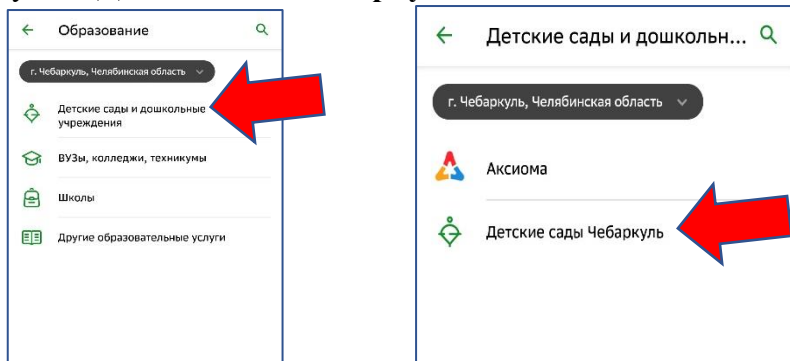 Образование
г. Чебаркуль, Челябинская область
Детские сады и дошкольные
учреждения
ВУЗы, колледжи, техникумы
Школы
Другие образовательные услуги
Детские сады и дошкольн...
г. Чебаркуль, Челябинская область
Аксиома
Детские сады Чебаркуль